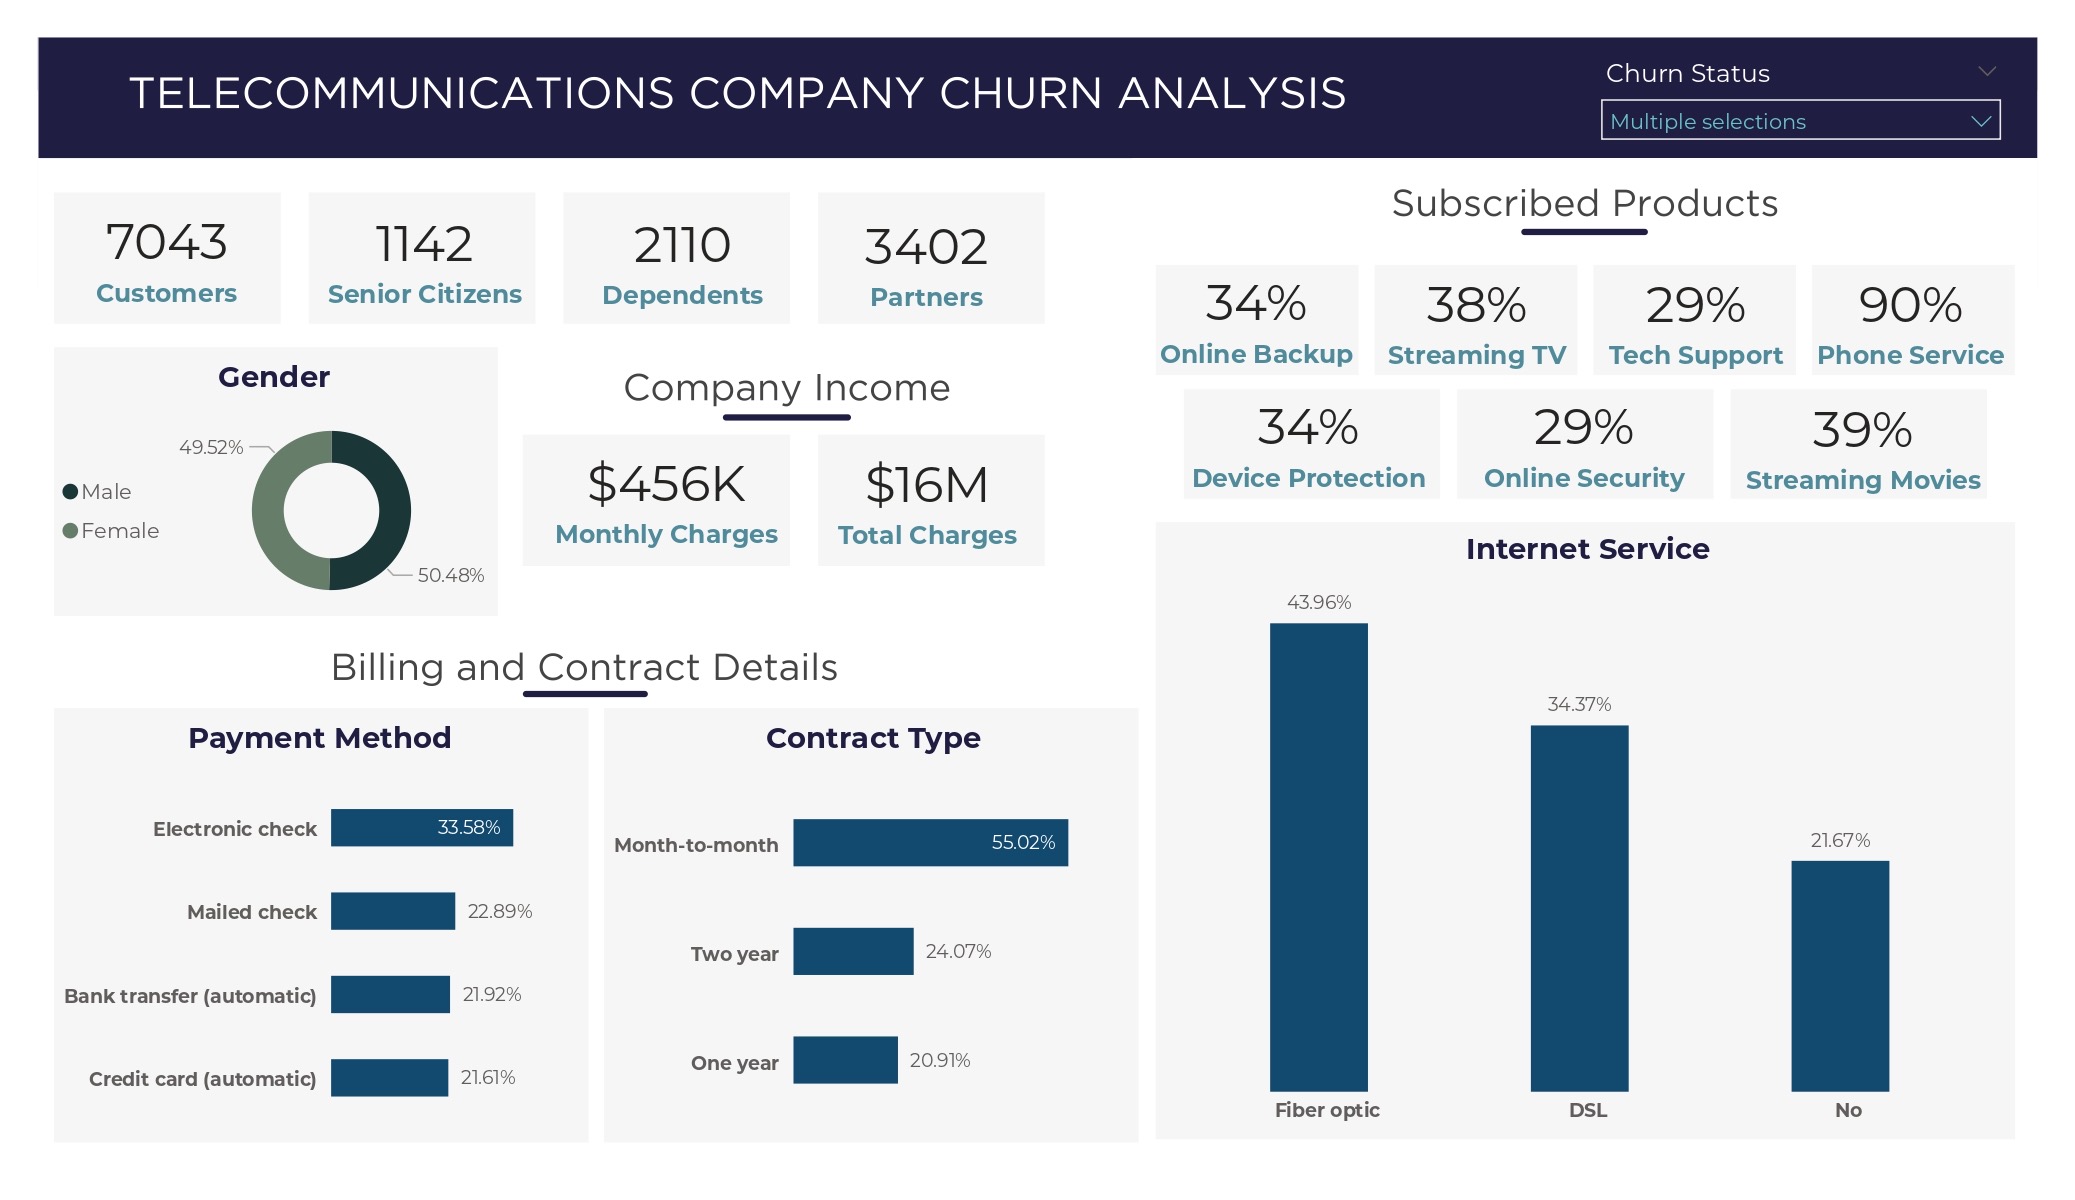 TELECOMMUNICATIONS COMPANY CHURN ANALYSIS
Churn Status
Multiple selections
7043
Customers
1142
Senior Citizens
2110
Dependents
3402
Partners
Gender
49.52%
Male
Female
50.48%
Company Income
$456K
Monthly Charges
$16M
Total Charges
Billing and Contract Details
Payment Method
Electronic check
33.58%
Mailed check
22.89%
Bank transfer (automatic)
21.92%
Credit card (automatic)
21.61%
Contract Type
Month-to-month
55.02%
Two year
24.07%
One year
20.91%
Subscribed Products
34%
Online Backup
38%
Streaming TV
29%
Tech Support
90%
Phone Service
34%
Device Protection
29%
Online Security
39%
Streaming Movies
Internet Service
43.96%
34.37%
21.67%
Fiber optic
DSL
No